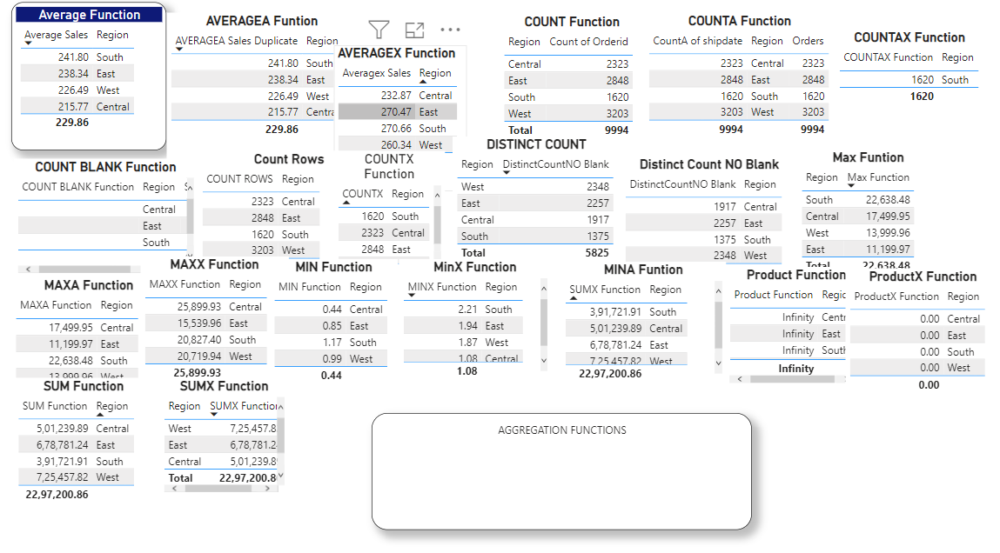 Average Function
Average Sales Region
241.80 South
238.34 East
226.49 West
215.77 Central
229.86
AVERAGEA Funtion
AVERAGEA Sales Duplicate Region
241.80 South
238.34 East
226.49 West
215.77
229.86
AVERAGEX Function
Averagex Sales Region
232.87 Central
270.47 East
270.66 South
260.34 West
COUNT Function
Region Count of Orderid
Central 2323
East 2848
South 1620
West 3203
Total 9994
COUNTA Function
CountA of shipdate Region Orders
2323 Central 2323
2848 East 2848
1620 South 1620
3203 West 3203
9994 9994
COUNTAX Function
COUNTAX Function Region
1620 South
1620
COUNT BLANK Function
COUNT BLANK Function Region
Central
East
South
Count Rows
COUNT ROWS Region
2323 Central
2848 East
1620 South
3203 West
COUNTX
Function
COUNTX Region
1620 South
2323 Central
2848 East
DISTINCT COUNT
Region DistinctCountNO Blank
West 2348
East 2257
Central 1917
South 1375
Total 5825
Distinct Count NO Blank
DistinctCountNO Blank Region
1917 Central
2257 East
1375 South
2348 West
Max Funtion
Region Max Function
South 22,638.48
Central 17,499.95
West 13,999.96
East 11,199.97
Total 22,638.48
MAXA Function
MAXA Function Region
17,499.95 Central
11,199.97 East
22,638.48 South
13,999.96 West
MAXX Function
MAXX Function Region
25,899.93 Central
15,539.96 East
20,827.40 South
20,719.94 West
25,899.93
MIN Function
MIN Function Region
0.44 Central
0.85 East
1.17 South
0.99 West
0.44
MinX Function
MINX Function Region
2.21 South
1.94 East
1.87 West
1.08 Central
1.08
MINA Funtion
SUMX Function Region
3,91,721.91 South
5,01,239.89 Central
6,78,781.24 East
7,25,457.82 West
22,97,200.86
Product Function
Product Function
Infinity
Infinity East
Infinity South
Infinity
ProductX Function
ProductX Function Region
0.00 Central
0.00 East
0.00 South
0.00 West
0.00
SUM Function
SUM Function Region
5,01,239.89 Central
6,78,781.24 East
3,91,721.91 South
7,25,457.82 West
22,97,200.86
SUMX Function
Region SUMX Function
West 7,25,457.8
East 6,78,781.2
Central 5,01,239.8
Total 22,97,200.8
AGGREGATION FUNCTIONS